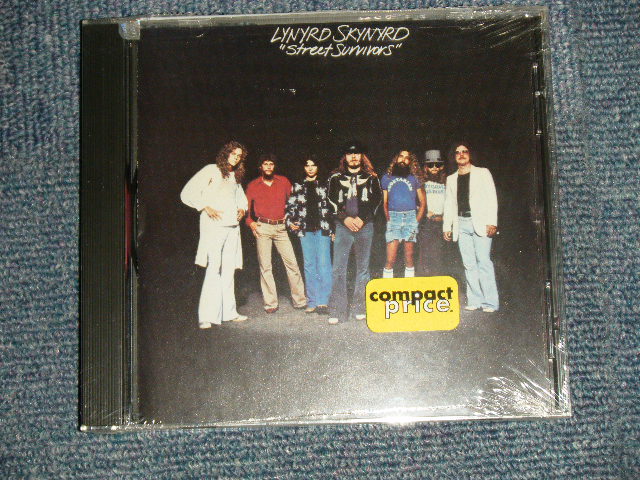 LYNYRD SKYNYRD
"Street Survivors"
compact
price